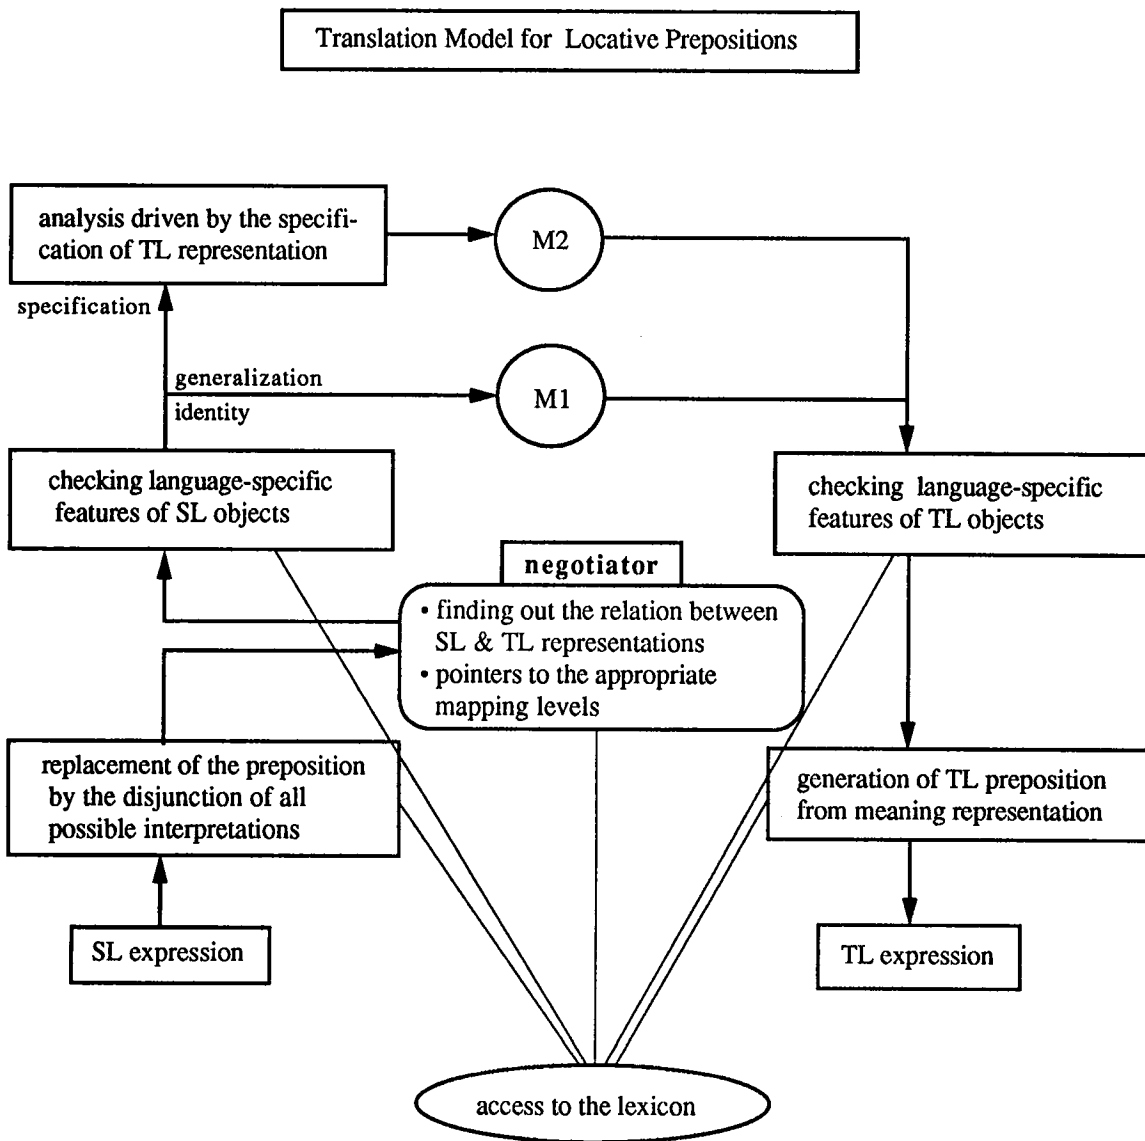 Translation Model for Locative Prepositions
analysis driven by the specifi-
cation of TL representation
M2
specification
generalization
identity
M1
checking language-specific
features of SL objects
checking language-specific
features of TL objects
negotiator
• finding out the relation between
SL & TL representations
• pointers to the appropriate
mapping levels
replacement of the preposition
by the disjunction of all
possible interpretations
generation of TL preposition
from meaning representation
SL expression
TL expression
access to the lexicon